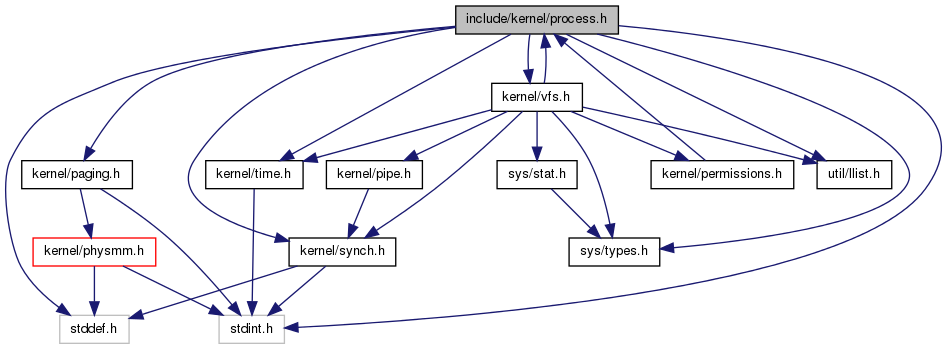 include/kernel/process.h
kernel/vfs.h
kernel/paging.h
kernel/time.h
kernel/pipe.h
sys/stat.h
kernel/permissions.h
util/llist.h
kernel/physmm.h
kernel/synch.h
sys/types.h
stddef.h
stdint.h